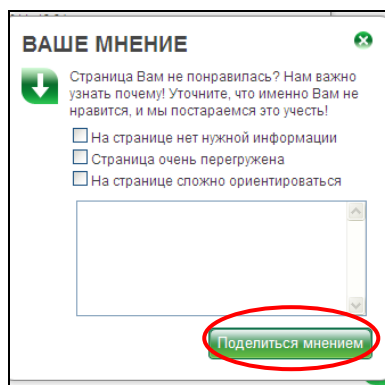 ВАШЕ МНЕНИЕ
Страница Вам не понравилась? Нам важно
узнать почему! Уточните, что именно Вам не
нравится, и мы постараемся это учесть!
На странице нет нужной информации
Страница очень перегружена
На странице сложно ориентироваться
Поделиться мнением